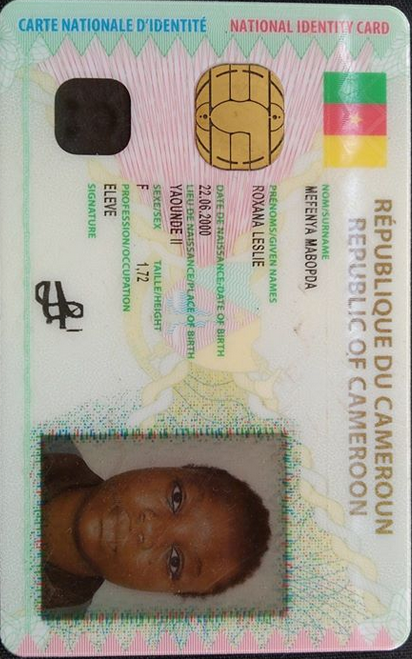 RÉPUBLIQUE DU CAMEROUN
REPUBLIC OF CAMEROON
NOM/SURNAME
MEFENYA MABOPDA
PRÉNOMS/GIVEN NAMES
ROXANA LESLIE
DATE DE NAISSANCE/DATE OF BIRTH
22.06.2000
LIEU DE NAISSANCE/PLACE OF BIRTH
YAOUNDE II
SEXE/SEX TAILLE/HEIGHT
F 1,72
PROFESSION/OCCUPATION
ELEVE
SIGNATURE
CARTE NATIONALE D'IDENTITÉ NATIONAL IDENTITY CARD